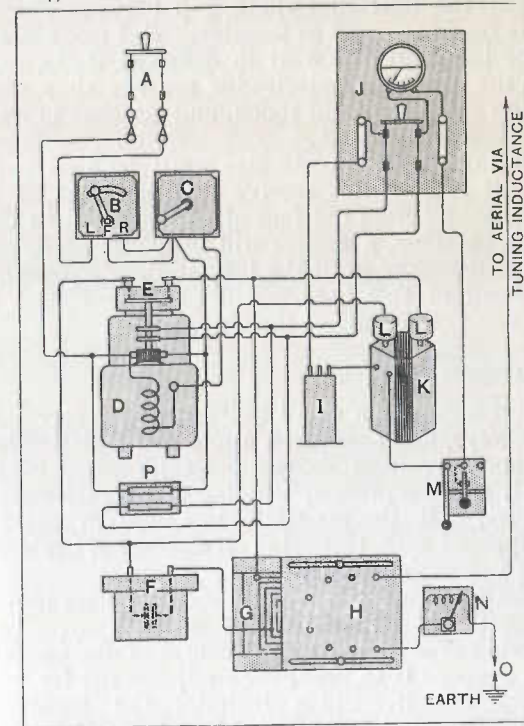 A
J
B
C
L F R
E
L
L
D
I
K
P
M
F
G
H
N
O
EARTH
TO AERIAL VIA
TUNING INDUCTANCE